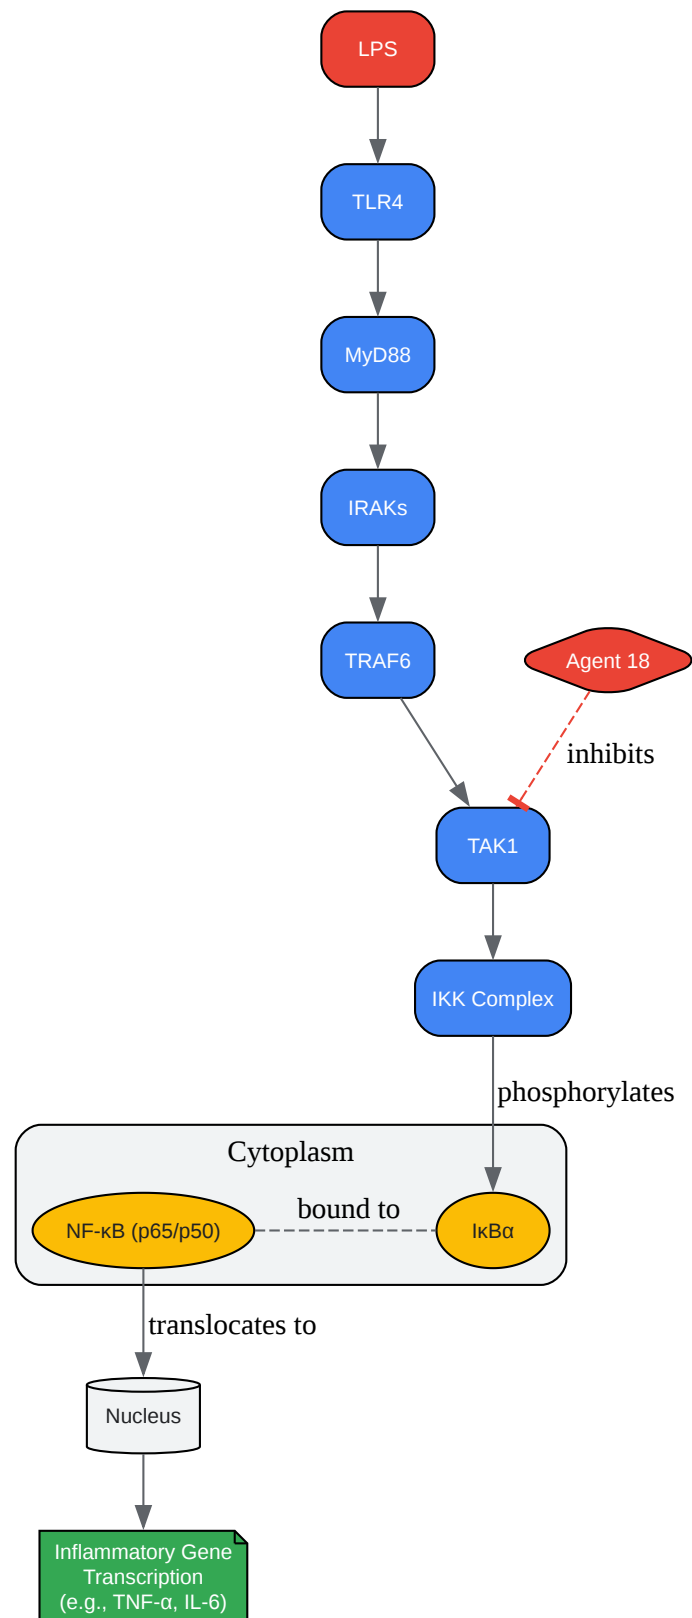 LPS
TLR4
MyD88
IRAKs
TRAF6
Agent 18
inhibits
TAK1
IKK Complex
phosphorylates
Cytoplasm
NF-κB (p65/p50)
bound to
IκBα
translocates to
Nucleus
Inflammatory Gene
Transcription
(e.g., TNF-α, IL-6)